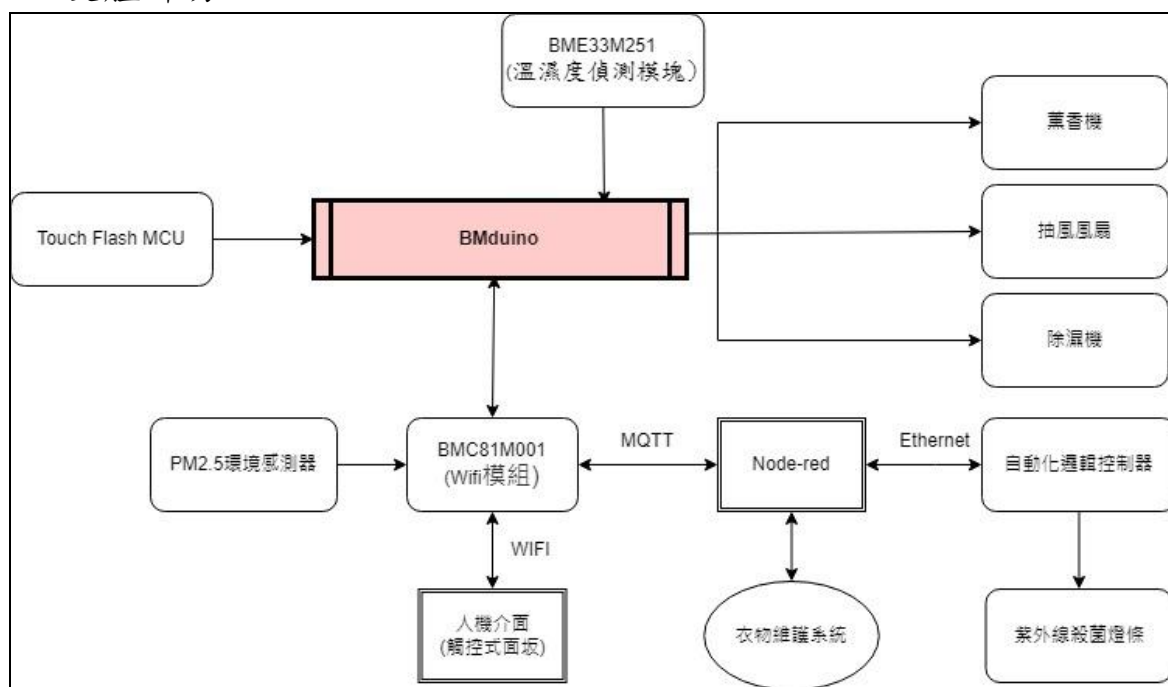 BME33M251
(溫濕度偵測模塊)
薰香機
Touch Flash MCU
BMduino
抽風風扇
除濕機
PM2.5環境感測器
BMC81M001
(Wifi模組)
MQTT
Node-red
Ethernet
自動化邏輯控制器
WIFI
人機介面
(觸控式面坂)
衣物維護系統
紫外線殺菌燈條